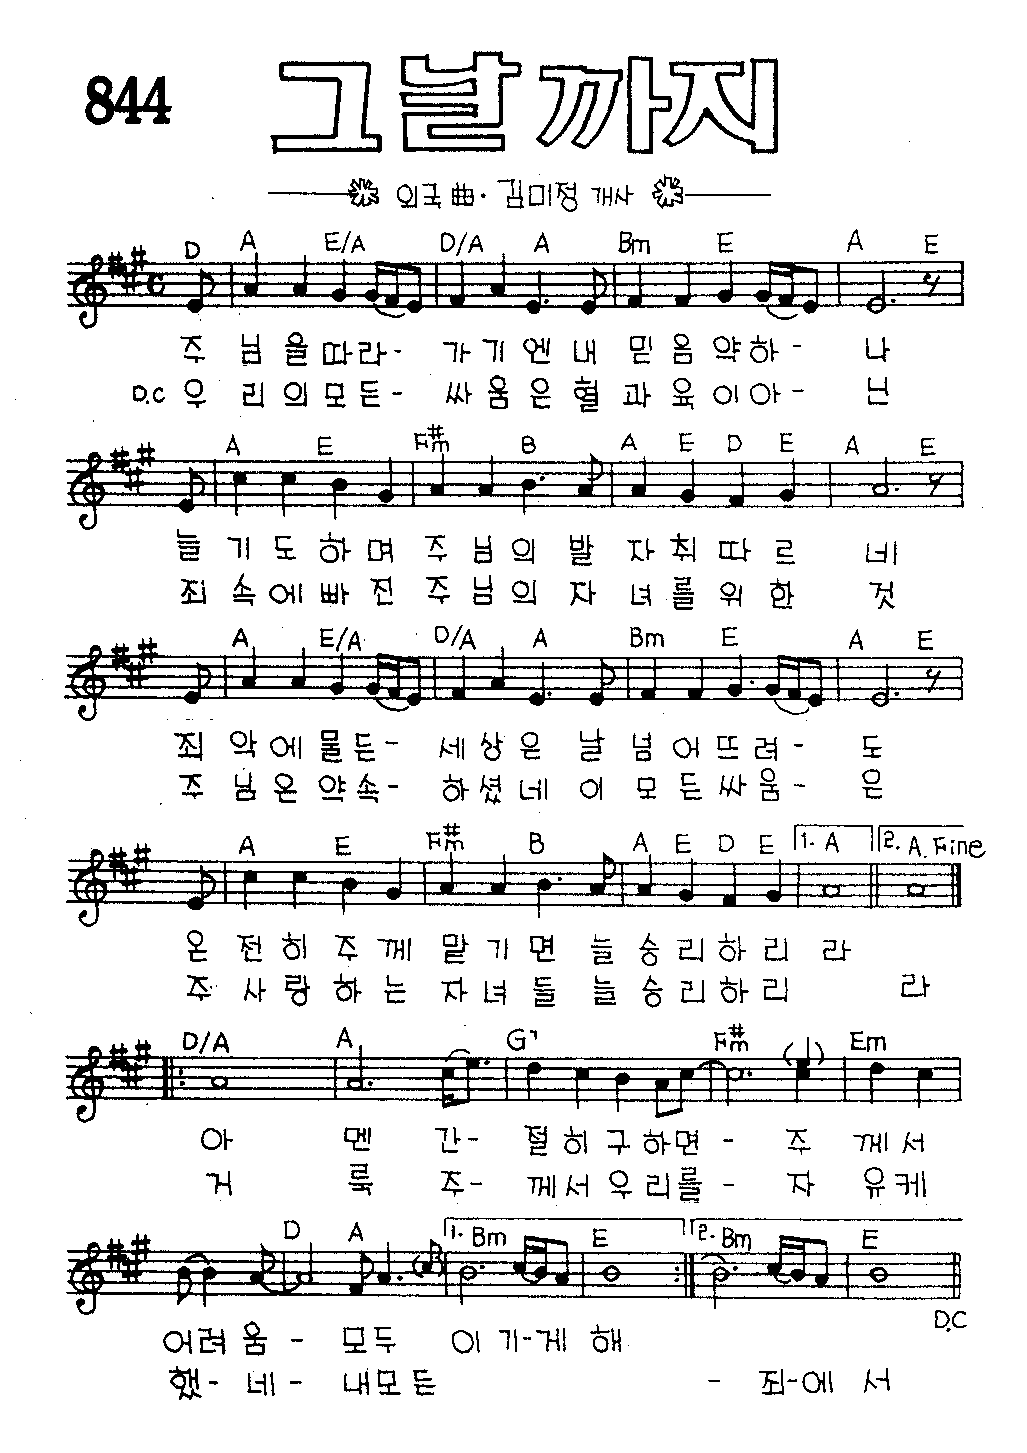 844 그날까지
외국曲·김미정 개사
D A E/A D/A A Bm E A E
주 님을따라- 가기엔내 믿음약하- 나
D.C 우 리의모든- 싸움은혈과육이아- 닌
A E F#m B A E D E A E
늘 기도하며 주님의 발 자취따르 네
죄 속에빠진 주님의자 녀를위한 것
A E/A D/A A Bm E A E
죄 악에물든- 세상은 날 넘어뜨려- 도
주 님은약속- 하셨네 이 모든싸움- 은
A E F#m B A E D E 1. A 2. A. Fine
온 전히 주께 맡기면 늘승리하리 라
주 사랑하는 자녀들 늘승리하리 라
D/A A G7 F#m Em
아 멘 간- 절히구하면- 주 께서
거 룩 주- 께서우리를- 자 유케
D A 1. Bm E 2. Bm E
D.C
어려움- 모두 이기-게해
했-네- 내모든 - 죄-에서